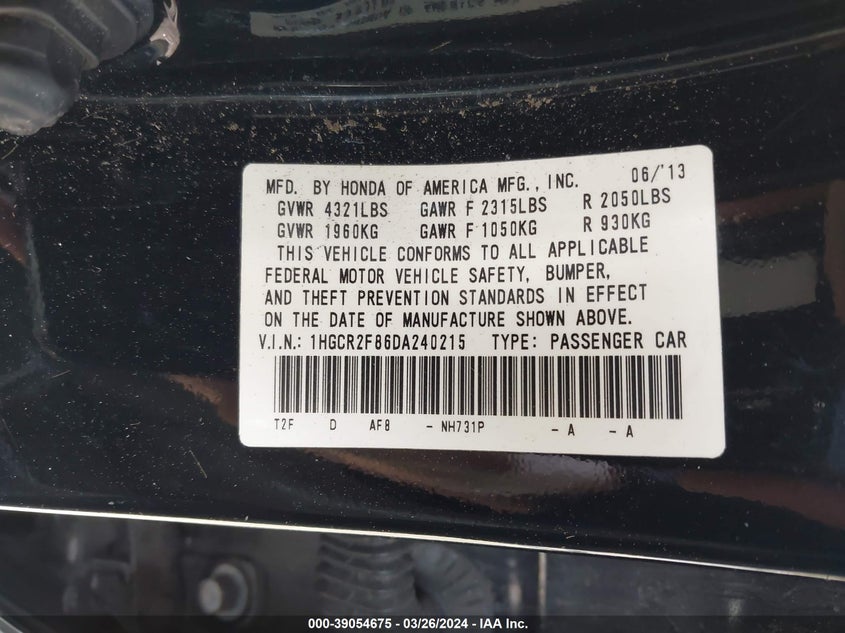 MFD. BY HONDA OF AMERICA MFG., INC. 06/'13
GVWR 4321LBS GAWR F 2315LBS R 2050LBS
GVWR 1960KG GAWR F 1050KG R 930KG
THIS VEHICLE CONFORMS TO ALL APPLICABLE
FEDERAL MOTOR VEHICLE SAFETY, BUMPER,
AND THEFT PREVENTION STANDARDS IN EFFECT
ON THE DATE OF MANUFACTURE SHOWN ABOVE.
V.I.N.: 1HGCR2F86DA240215 TYPE: PASSENGER CAR
T2F D AF8 - NH731P - A - A
000-39054675 - 03/26/2024 - IAA Inc.